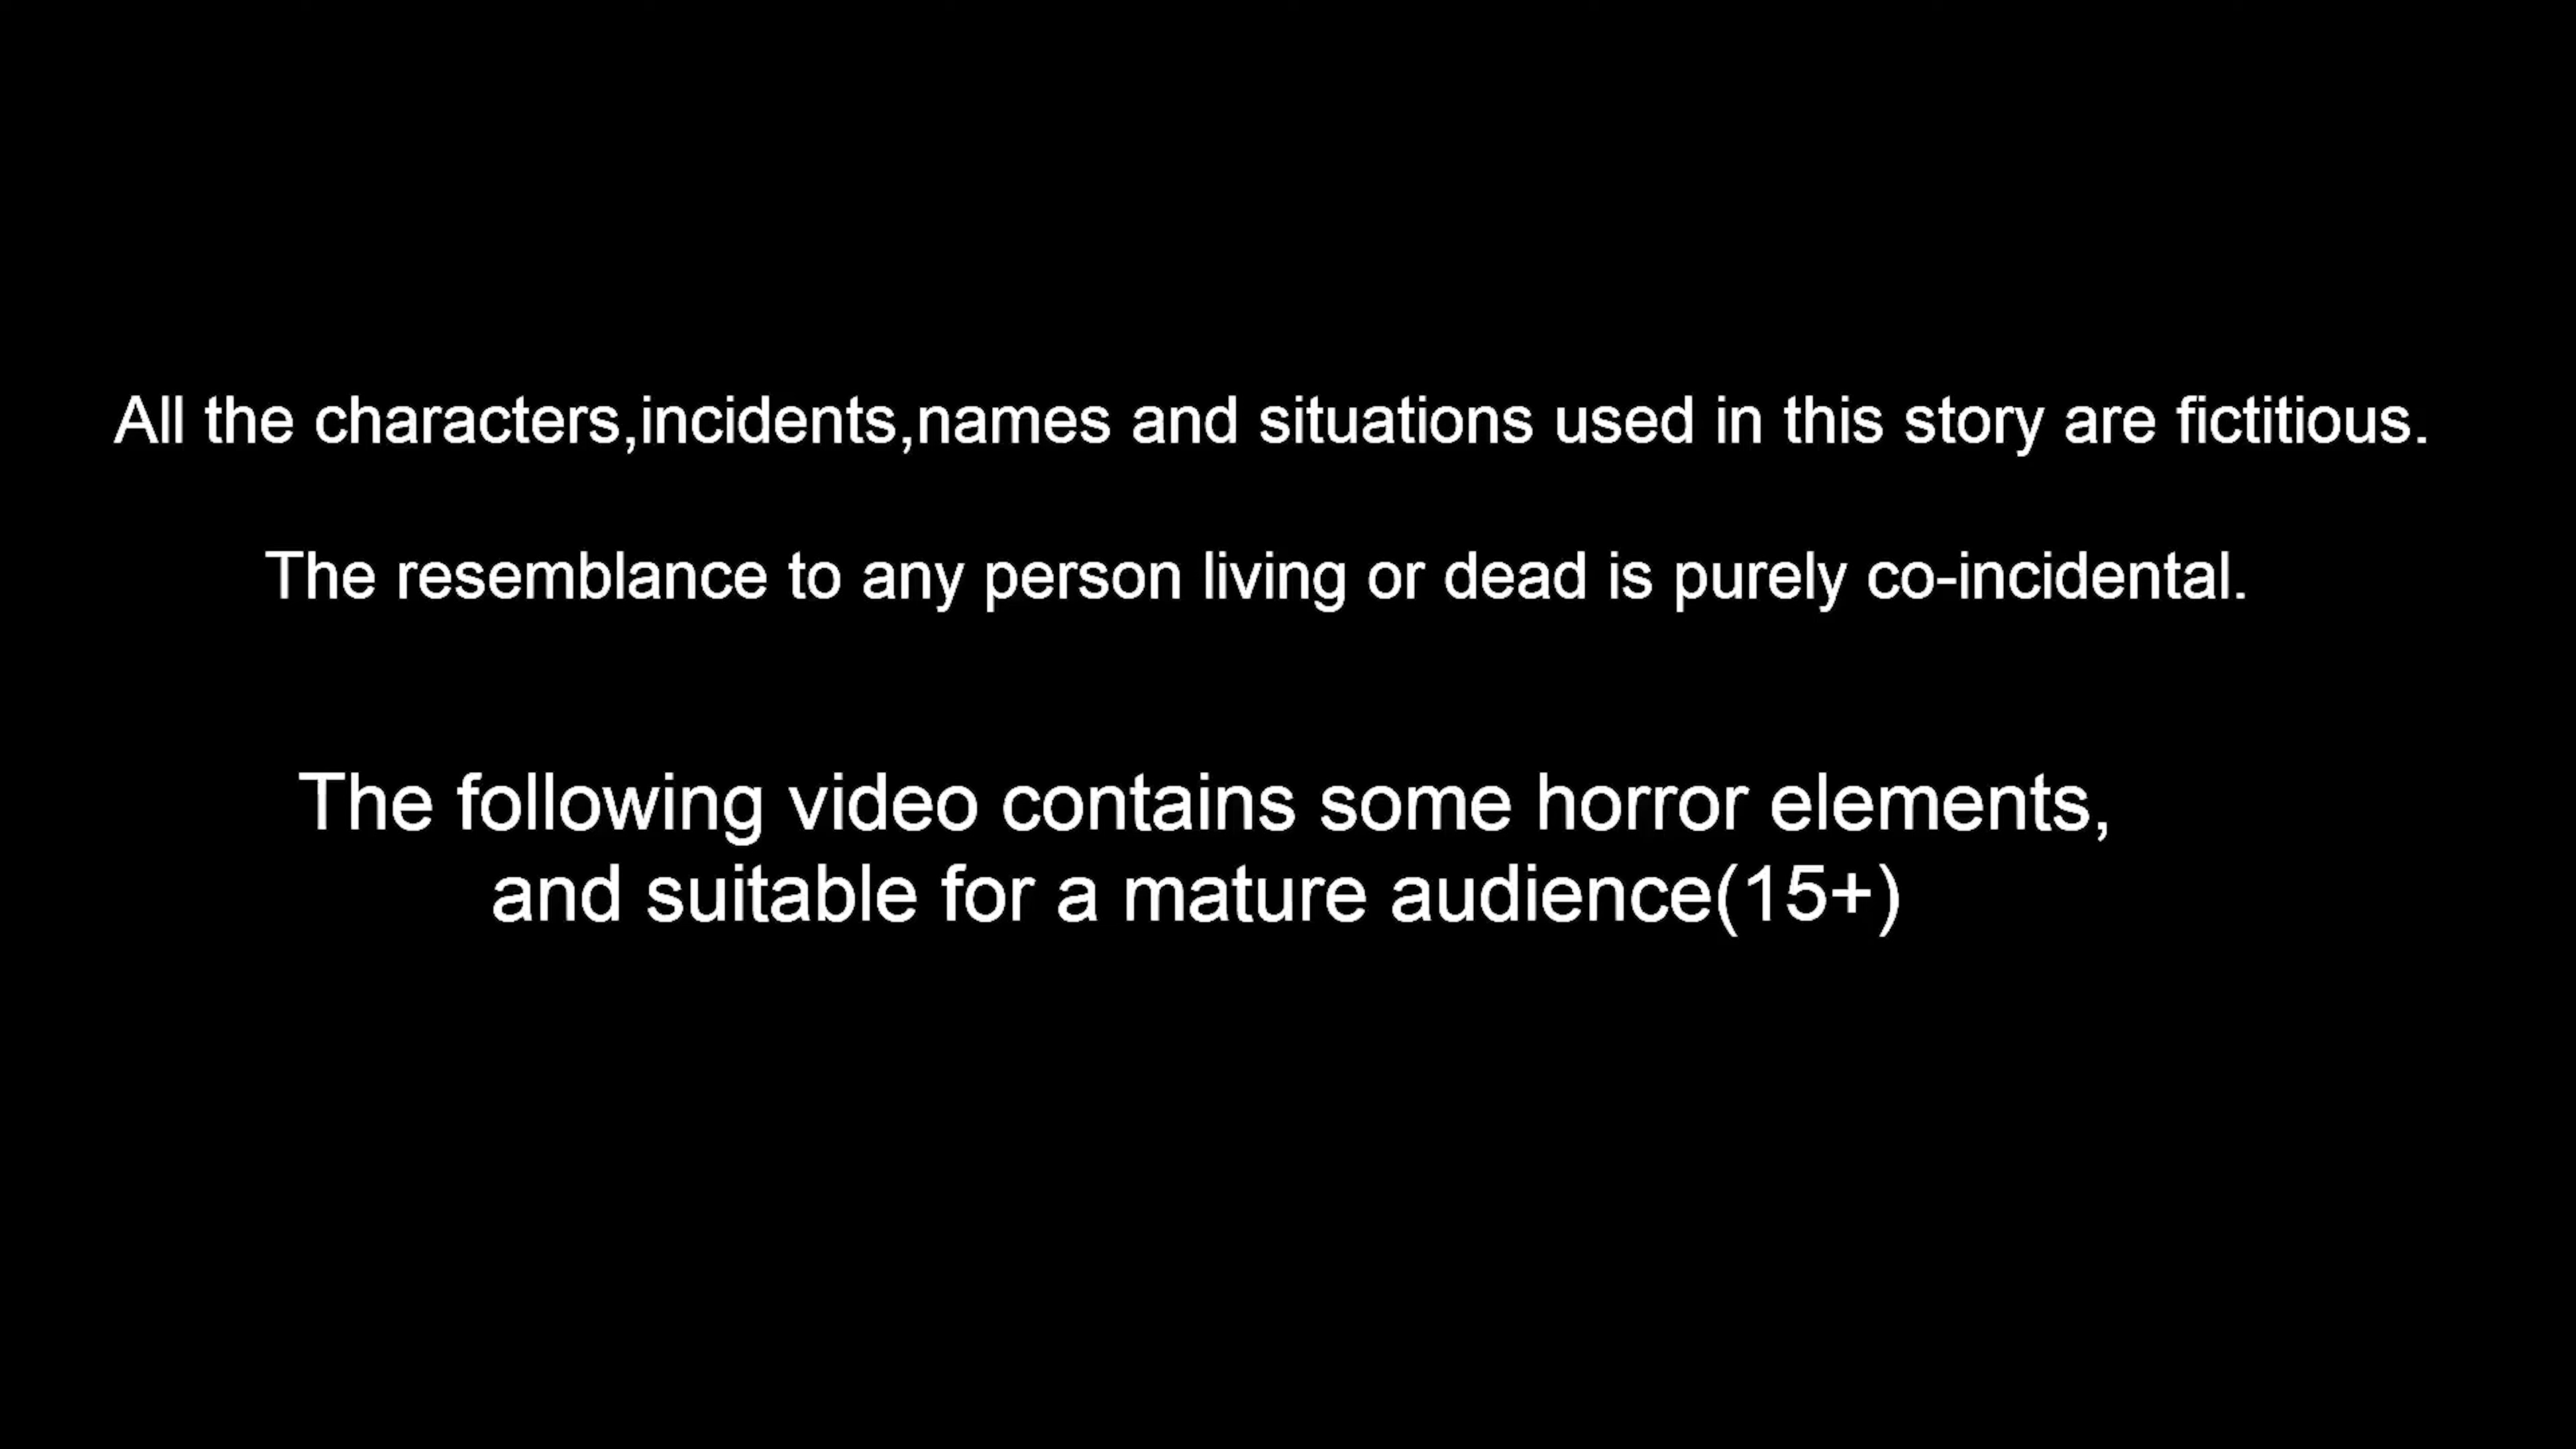 All the characters,incidents,names and situations used in this story are fictitious.
The resemblance to any person living or dead is purely co-incidental.
The following video contains some horror elements,
and suitable for a mature audience(15+)